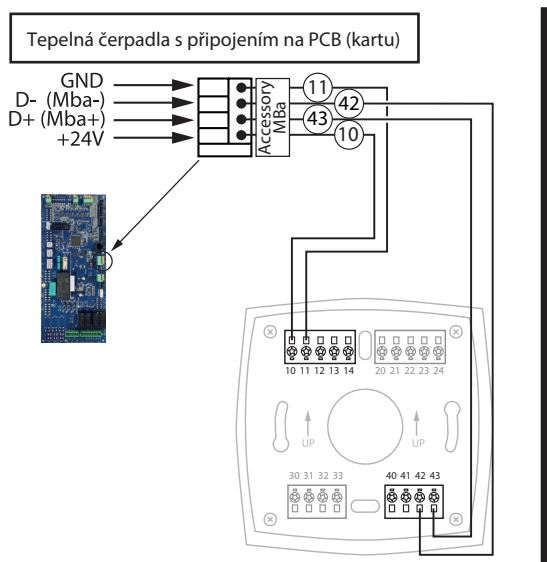 Tepelná čerpadla s připojením na PCB (kartu)
GND
D- (Mba-)
D+ (Mba+)
+24V
Accessory
MBa
11
42
43
10
10 11 12 13 14
20 21 22 23 24
UP
UP
30 31 32 33
40 41 42 43